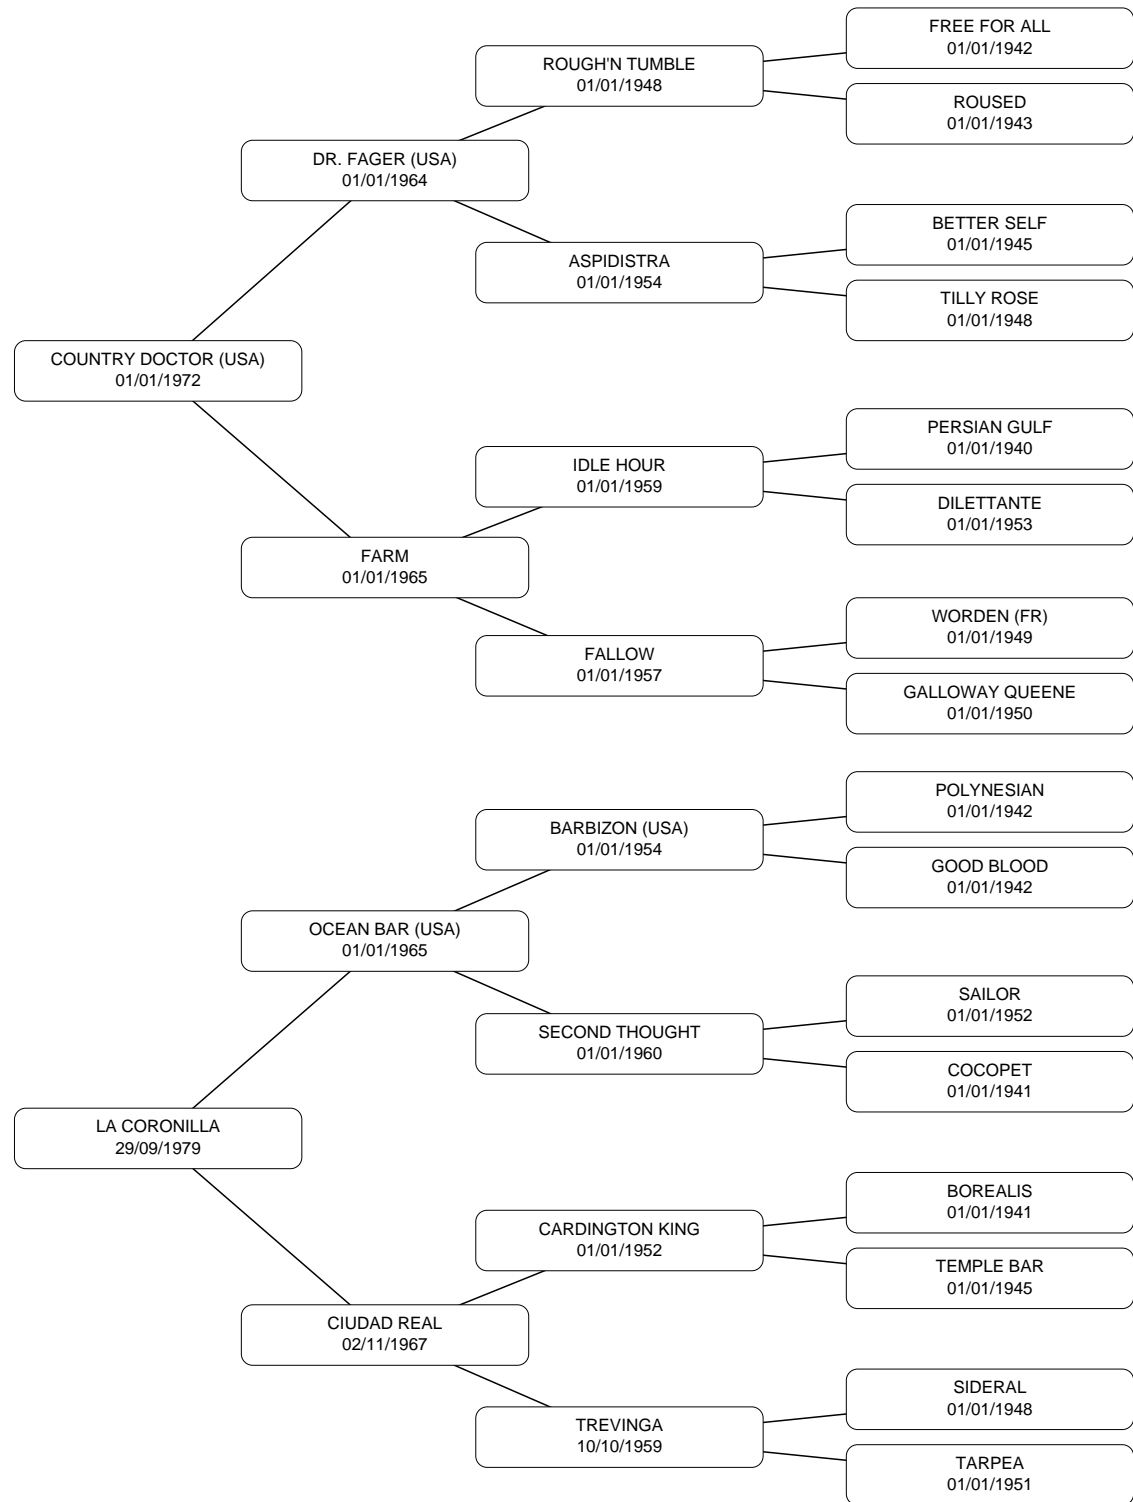 FREE FOR ALL
01/01/1942
ROUGH'N TUMBLE
01/01/1948
ROUSED
01/01/1943
DR. FAGER (USA)
01/01/1964
BETTER SELF
01/01/1945
ASPIDISTRA
01/01/1954
TILLY ROSE
01/01/1948
COUNTRY DOCTOR (USA)
01/01/1972
PERSIAN GULF
01/01/1940
IDLE HOUR
01/01/1959
DILETTANTE
01/01/1953
FARM
01/01/1965
WORDEN (FR)
01/01/1949
FALLOW
01/01/1957
GALLOWAY QUEENE
01/01/1950
POLYNESIAN
01/01/1942
BARBIZON (USA)
01/01/1954
GOOD BLOOD
01/01/1942
OCEAN BAR (USA)
01/01/1965
SAILOR
01/01/1952
SECOND THOUGHT
01/01/1960
COCOPET
01/01/1941
LA CORONILLA
29/09/1979
BOREALIS
01/01/1941
CARDINGTON KING
01/01/1952
TEMPLE BAR
01/01/1945
CIUDAD REAL
02/11/1967
SIDERAL
01/01/1948
TREVINGA
10/10/1959
TARPEA
01/01/1951